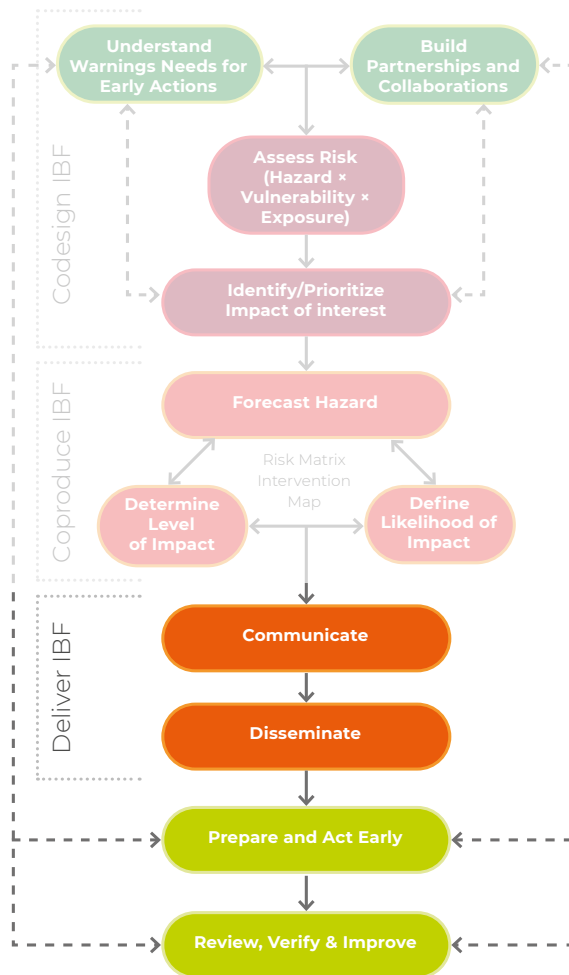 Understand
Warnings Needs for
Early Actions
Build
Partnerships and
Collaborations
Codesign IBF
Assess Risk
(Hazard ×
Vulnerability ×
Exposure)
Identify/Prioritize
Impact of interest
Coproduce IBF
Forecast Hazard
Risk Matrix
Intervention
Map
Determine
Level
of Impact
Define
Likelihood of
Impact
Deliver IBF
Communicate
Disseminate
Prepare and Act Early
Review, Verify & Improve